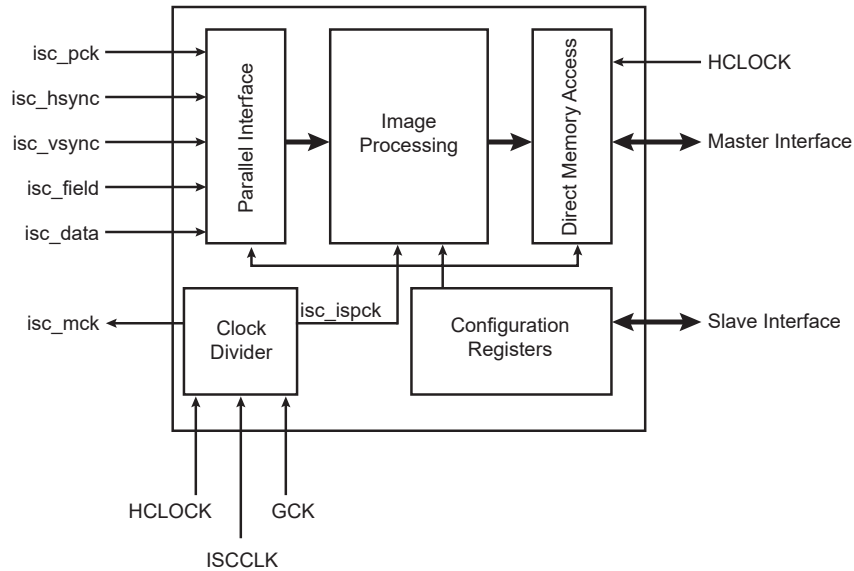 isc_pck
isc_hsync
isc_vsync
isc_field
isc_data
Parallel Interface
Image
Processing
Direct Memory Access
HCLOCK
Master Interface
isc_mck
Clock
Divider
isc_ispck
Configuration
Registers
Slave Interface
HCLOCK
GCK
ISCCLK